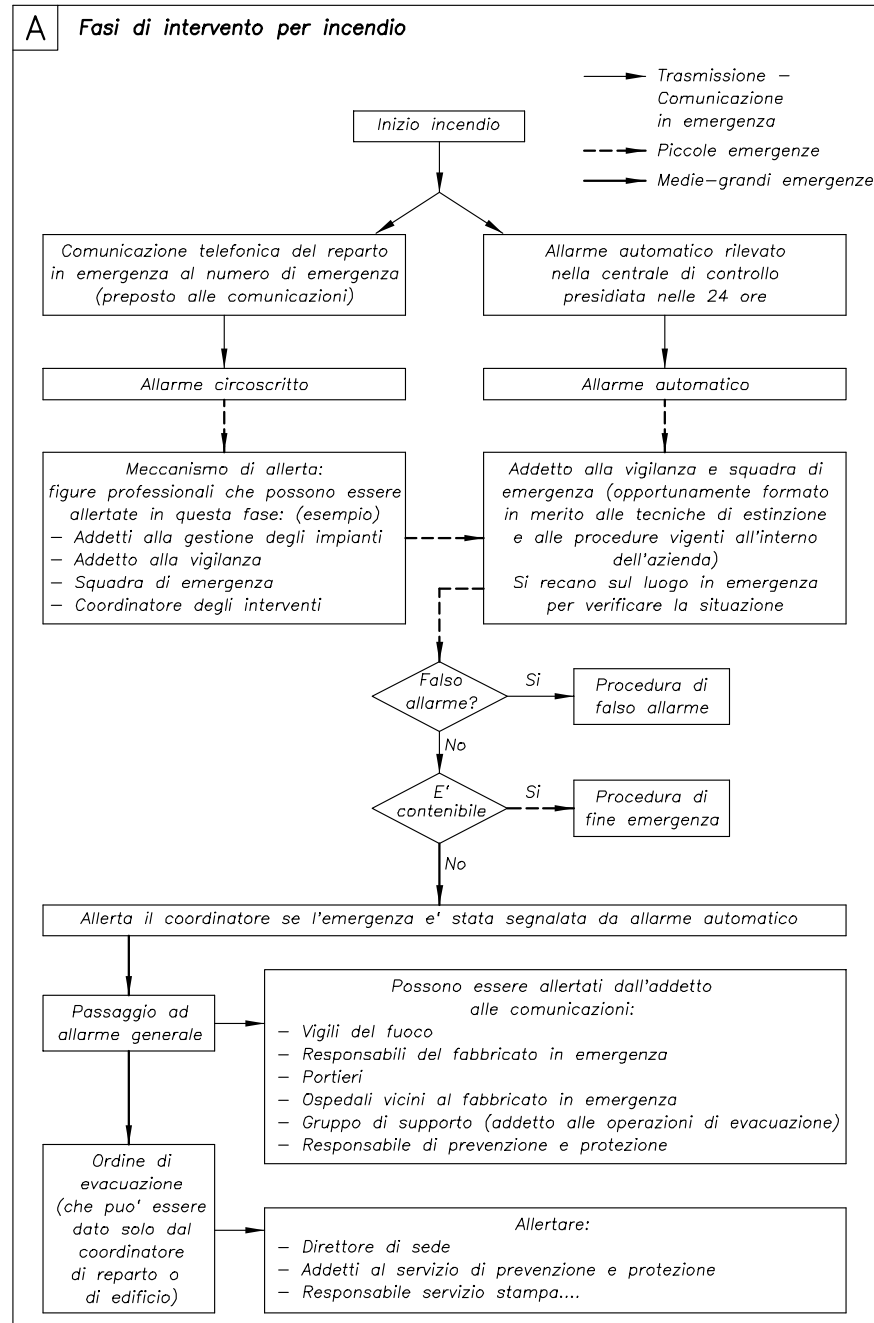 A
Fasi di intervento per incendio
Trasmissione –
Comunicazione
in emergenza
Piccole emergenze
Medie–grandi emergenze
Inizio incendio
Comunicazione telefonica del reparto
in emergenza al numero di emergenza
(preposto alle comunicazioni)
Allarme automatico rilevato
nella centrale di controllo
presidiata nelle 24 ore
Allarme circoscritto
Allarme automatico
Meccanismo di allerta:
figure professionali che possono essere
allertate in questa fase: (esempio)
– Addetti alla gestione degli impianti
– Addetto alla vigilanza
– Squadra di emergenza
– Coordinatore degli interventi
Addetto alla vigilanza e squadra di
emergenza (opportunamente formato
in merito alle tecniche di estinzione
e alle procedure vigenti all'interno
dell'azienda)
Si recano sul luogo in emergenza
per verificare la situazione
Falso
allarme?
Si
Procedura di
falso allarme
No
E'
contenibile
Si
Procedura di
fine emergenza
No
Allerta il coordinatore se l'emergenza e' stata segnalata da allarme automatico
Passaggio ad
allarme generale
Possono essere allertati dall'addetto
alle comunicazioni:
– Vigili del fuoco
– Responsabili del fabbricato in emergenza
– Portieri
– Ospedali vicini al fabbricato in emergenza
– Gruppo di supporto (addetto alle operazioni di evacuazione)
– Responsabile di prevenzione e protezione
Ordine di
evacuazione
(che puo' essere
dato solo dal
coordinatore
di reparto o
di edificio)
Allertare:
– Direttore di sede
– Addetti al servizio di prevenzione e protezione
– Responsabile servizio stampa....